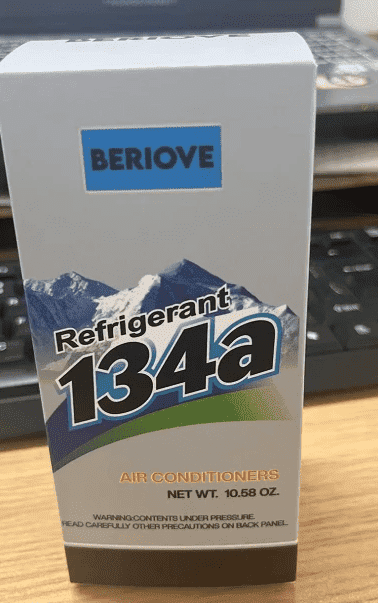 BERIOVE
Refrigerant
134a
AIR CONDITIONERS
NET WT. 10.58 OZ.
WARNING:CONTENTS UNDER PRESSURE.
READ CAREFULLY OTHER PRECAUTIONS ON BACK PANEL.